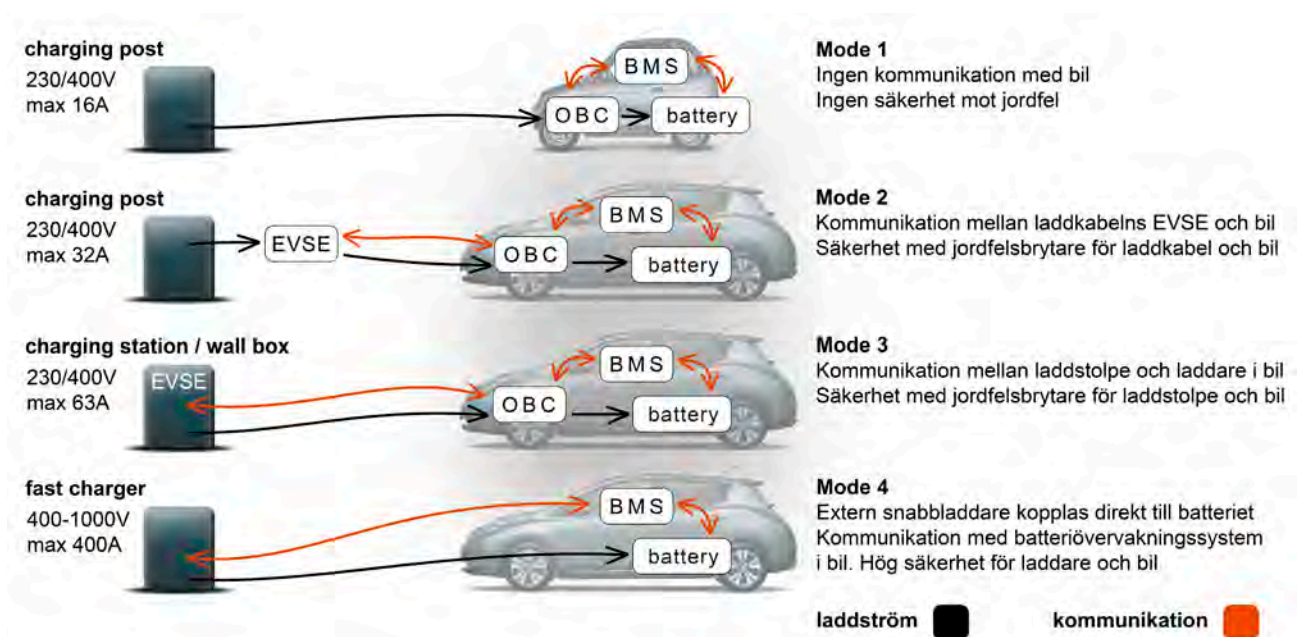 charging post
230/400V
max 16A
BMS
OBC
battery
Mode 1
Ingen kommunikation med bil
Ingen säkerhet mot jordfel
charging post
230/400V
max 32A
EVSE
BMS
OBC
battery
Mode 2
Kommunikation mellan laddkabelns EVSE och bil
Säkerhet med jordfelsbrytare för laddkabel och bil
charging station / wall box
230/400V
max 63A
EVSE
BMS
OBC
battery
Mode 3
Kommunikation mellan laddstolpe och laddare i bil
Säkerhet med jordfelsbrytare för laddstolpe och bil
fast charger
400-1000V
max 400A
BMS
battery
Mode 4
Extern snabbladdare kopplas direkt till batteriet
Kommunikation med batteriövervakningssystem
i bil. Hög säkerhet för laddare och bil
laddström
kommunikation